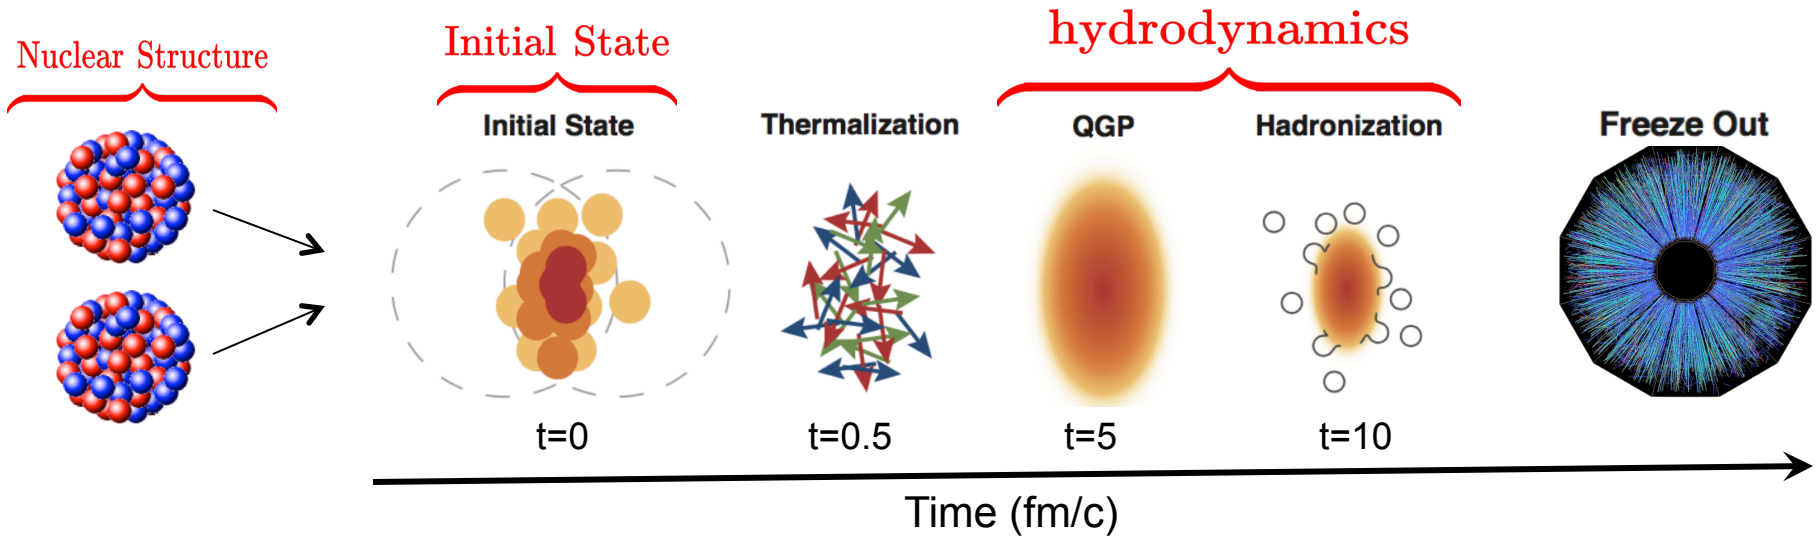 Nuclear Structure
Initial State
hydrodynamics
Initial State
Thermalization
QGP
Hadronization
Freeze Out
t=0
t=0.5
t=5
t=10
Time (fm/c)